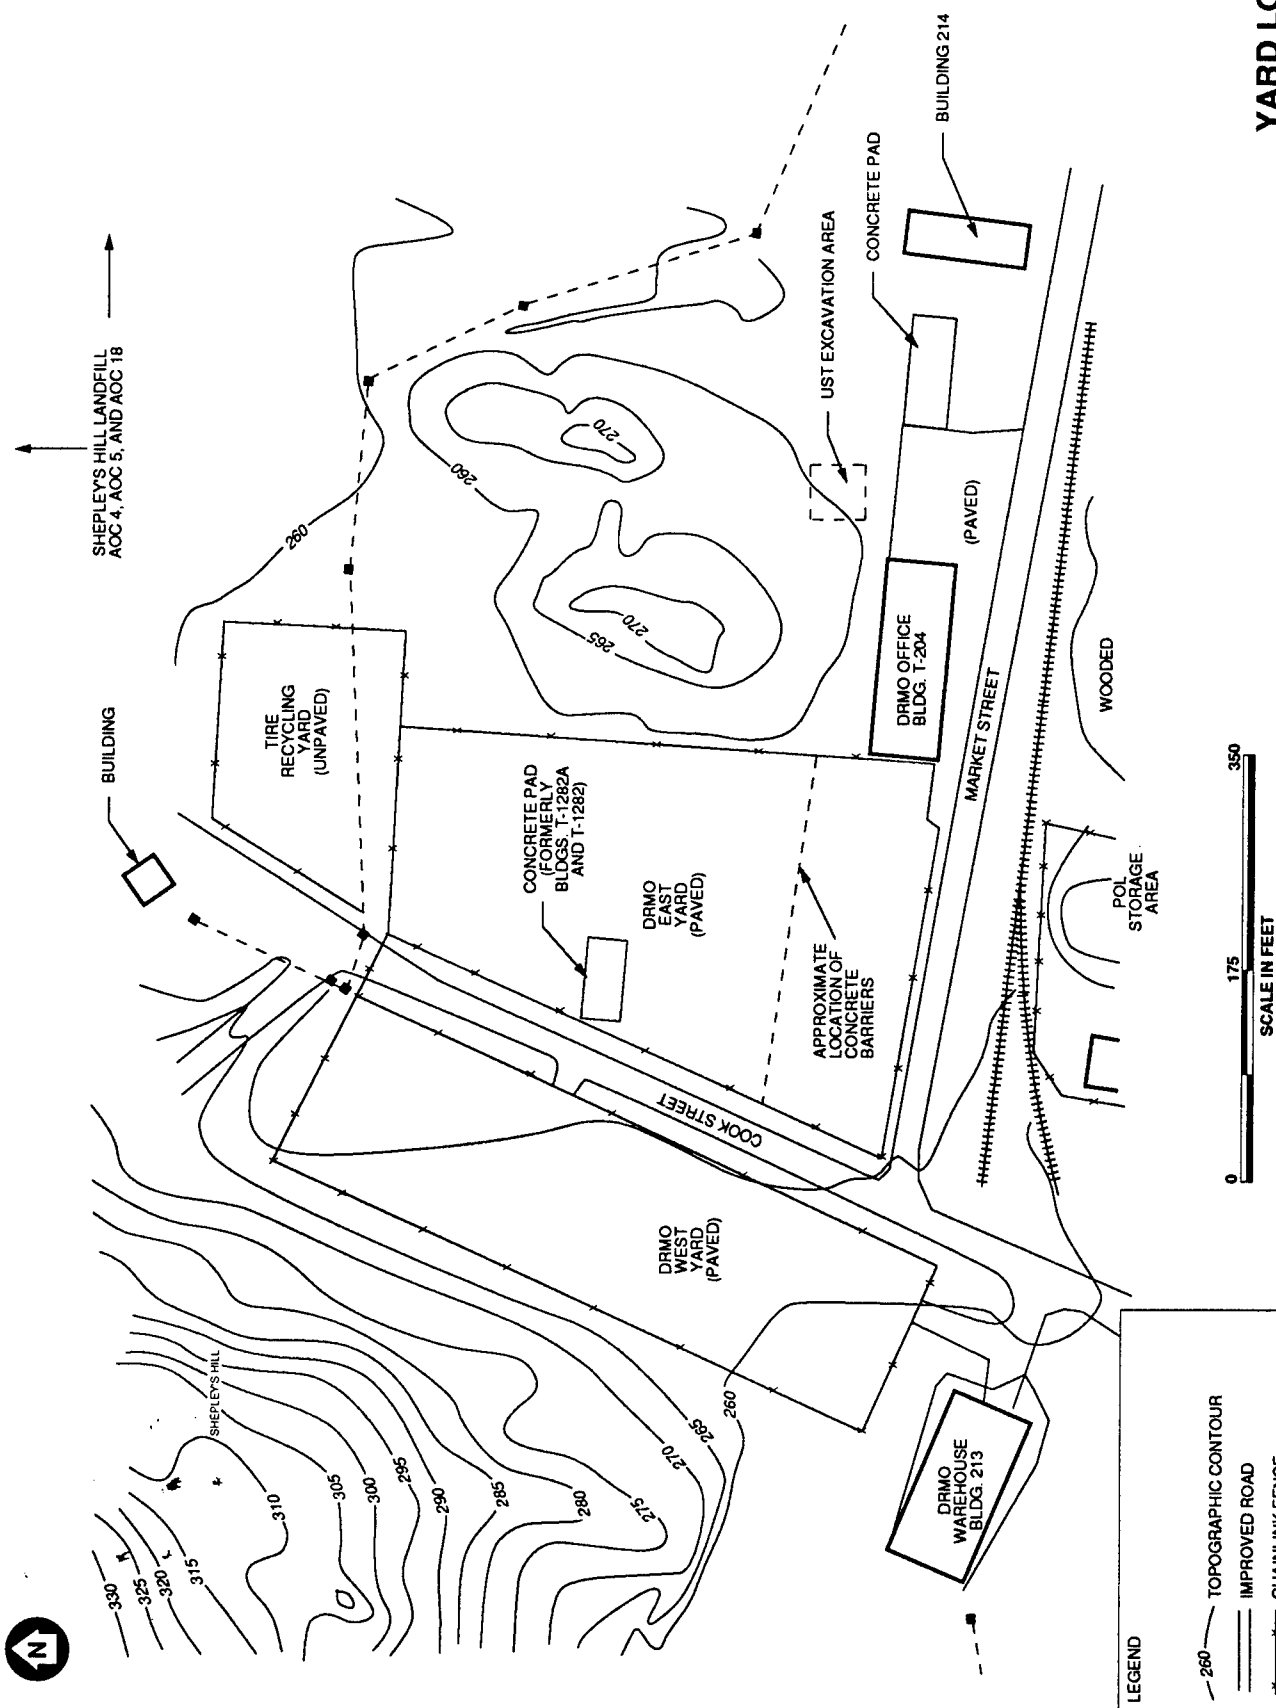 N
SHEPLEY'S HILL LANDFILL
AOC 4, AOC 5, AND AOC 18
BUILDING
TIRE
RECYCLING
YARD
(UNPAVED)
260
260
270
265
270
CONCRETE PAD
(FORMERLY
BLDGS. T-1282A
AND T-1282)
DRMO
EAST
YARD
(PAVED)
APPROXIMATE
LOCATION OF
CONCRETE
BARRIERS
UST EXCAVATION AREA
CONCRETE PAD
BUILDING 214
(PAVED)
DRMO OFFICE
BLDG. T-204
MARKET STREET
WOODED
POL
STORAGE
AREA
COOK STREET
DRMO
WEST
YARD
(PAVED)
SHEPLEY'S HILL
330
325
320
315
310
305
300
295
290
285
280
275
270
265
260
DRMO
WAREHOUSE
BLDG. 213
0
175
350
SCALE IN FEET
LEGEND
260
TOPOGRAPHIC CONTOUR
IMPROVED ROAD
CHAINLINK FENCE
YARD LO